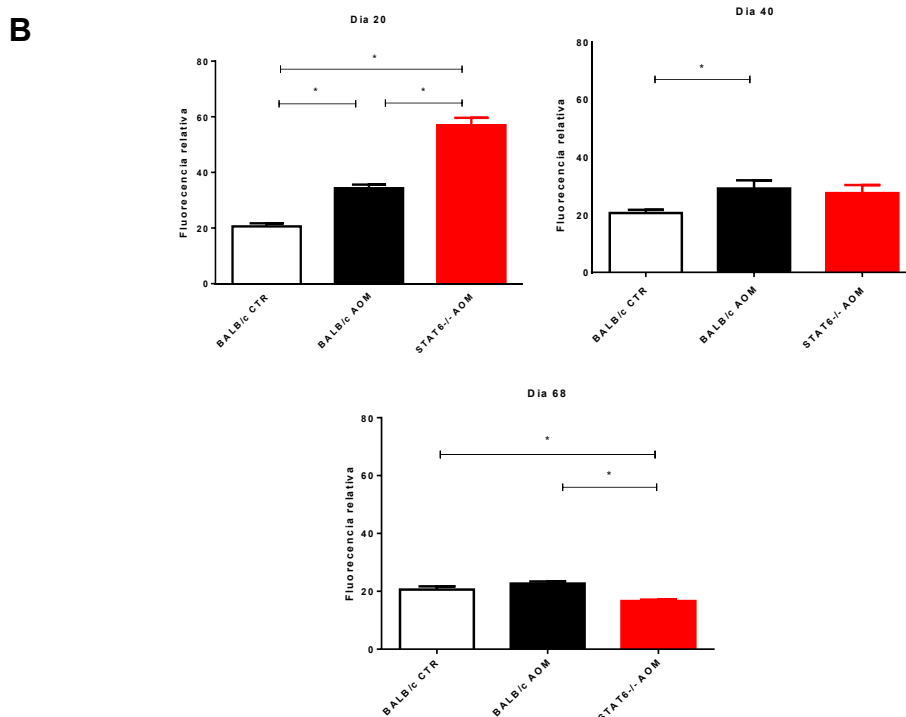 B
Dia 20
Fluorecencia relativa
80
60
40
20
0
*
*
*
BALB/c CTR
BALB/c AOM
STAT6-/- AOM
Dia 40
Fluorecencia relativa
80
60
40
20
0
*
BALB/c CTR
BALB/c AOM
STAT6-/- AOM
Dia 68
Fluorecencia relativa
80
60
40
20
0
*
*
BALB/c CTR
BALB/c AOM
STAT6-/- AOM